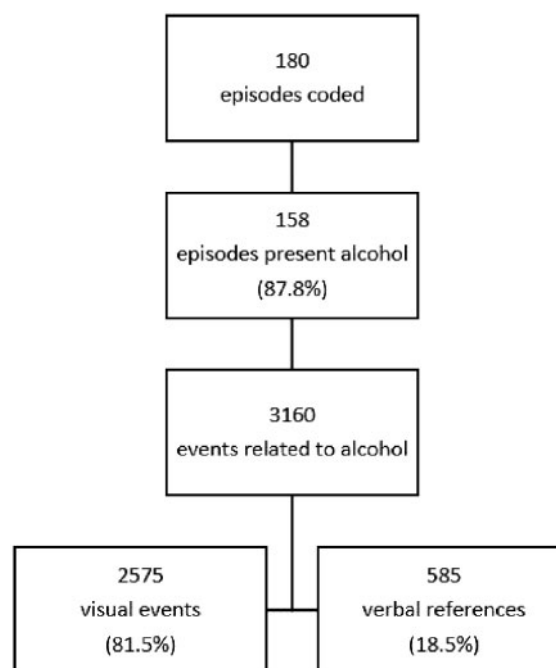 180
episodes coded
158
episodes present alcohol
(87.8%)
3160
events related to alcohol
2575
visual events
(81.5%)
585
verbal references
(18.5%)